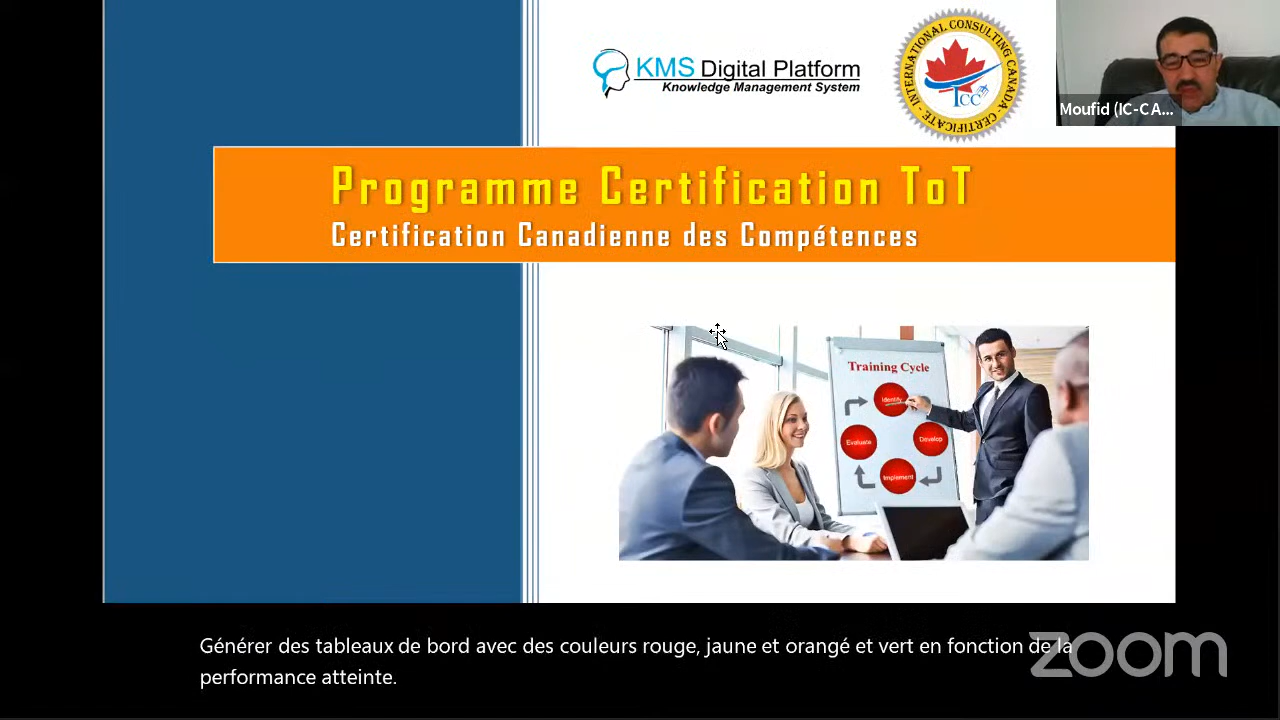 KMS Digital Platform
Knowledge Management System
INTERNATIONAL CONSULTING CANADA
CERTIFICATE
ICC
Moufid (IC-CA...
Programme Certification ToT
Certification Canadienne des Compétences
Training Cycle
Identify
Evaluate
Develop
Implement
Générer des tableaux de bord avec des couleurs rouge, jaune et orangé et vert en fonction de la
performance atteinte.
zoom